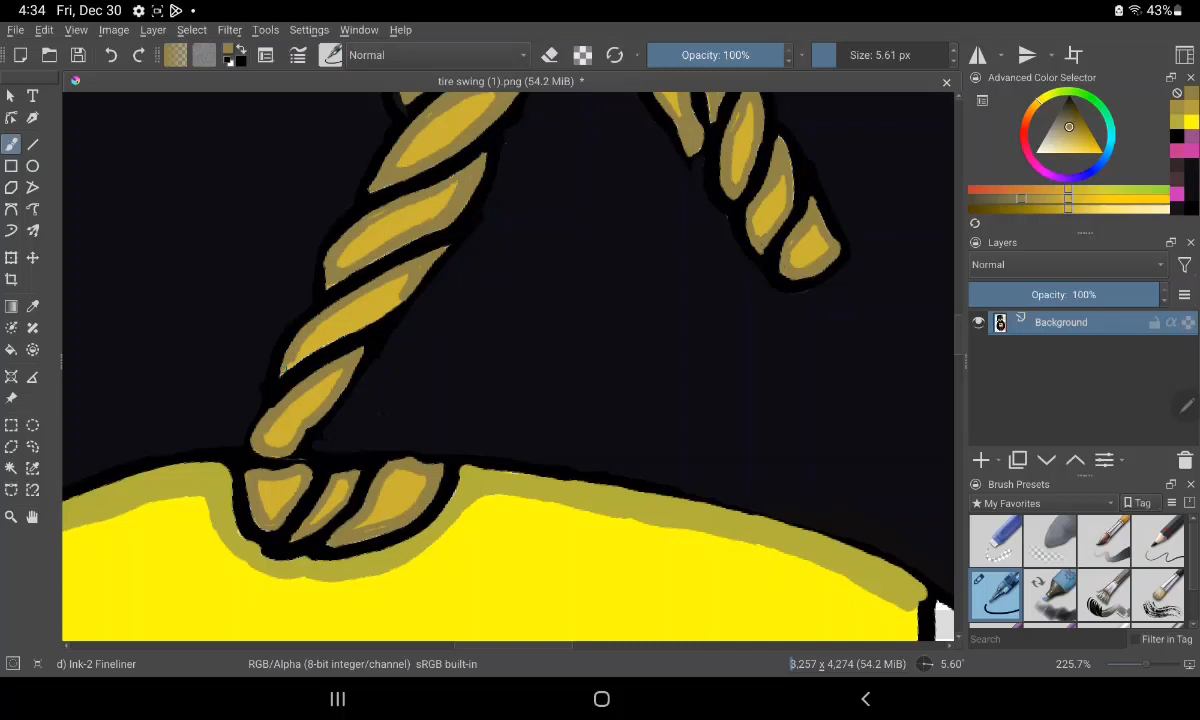 4:34 Fri, Dec 30 43%
File Edit View Image Layer Select Filter Tools Settings Window Help
Normal Opacity: 100% Size: 5.61 px
tire swing (1).png (54.2 MiB) *
Advanced Color Selector
Layers
Normal
Opacity: 100%
Background
Brush Presets
My Favorites Tag
Search Filter in Tag
d) Ink-2 Fineliner RGB/Alpha (8-bit integer/channel) sRGB built-in 3,257 x 4,274 (54.2 MiB) 5.60° 225.7%